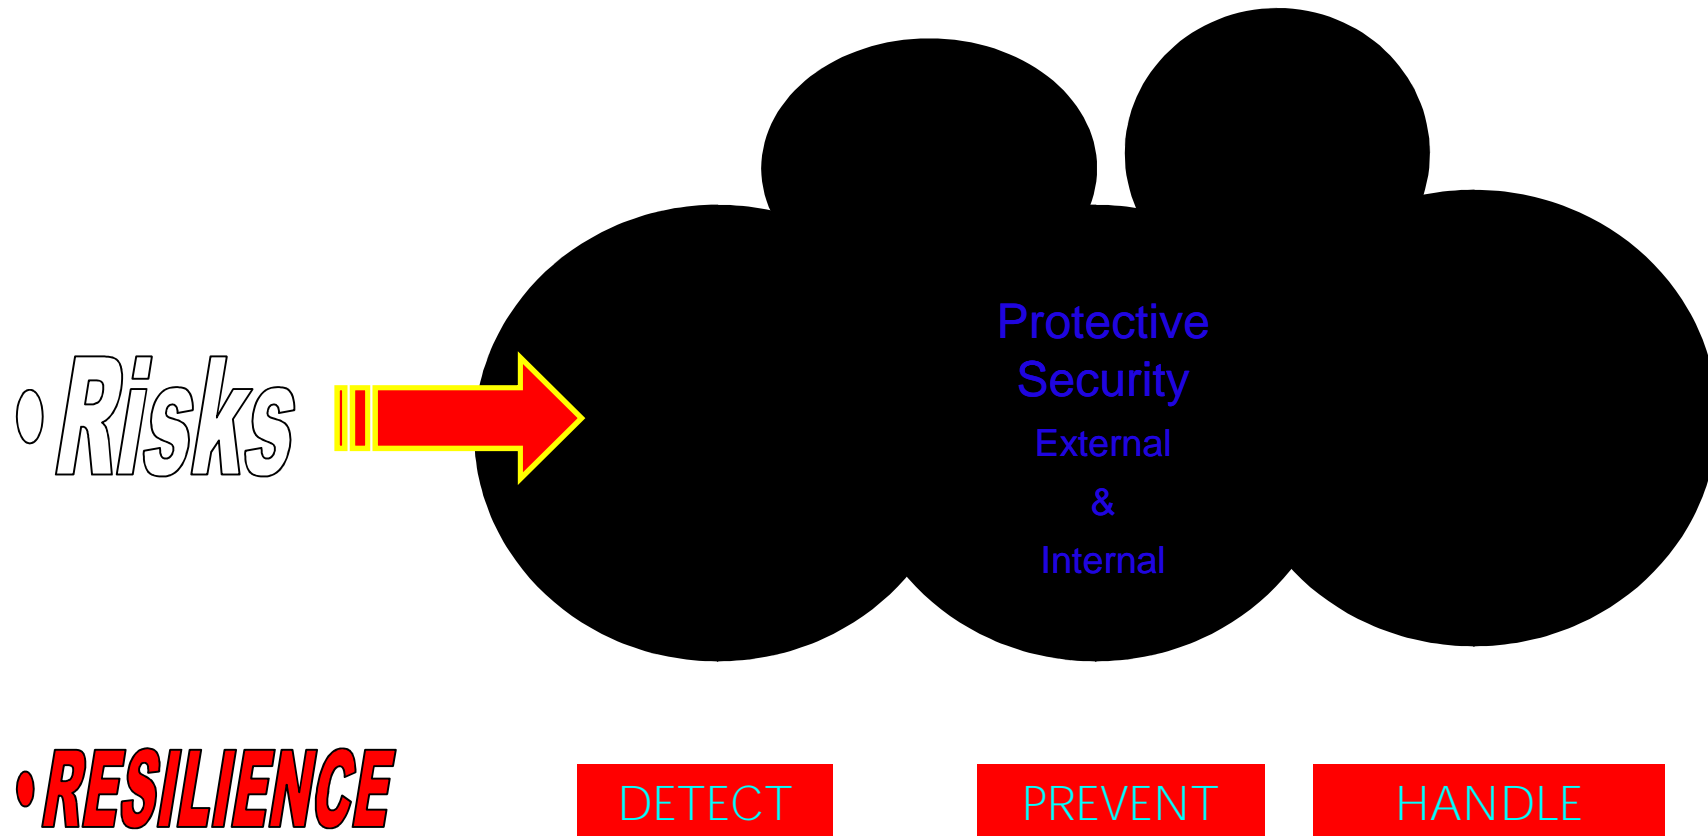 Protective
Security
External
&
Internal
•Risks
•RESILIENCE
DETECT
PREVENT
HANDLE